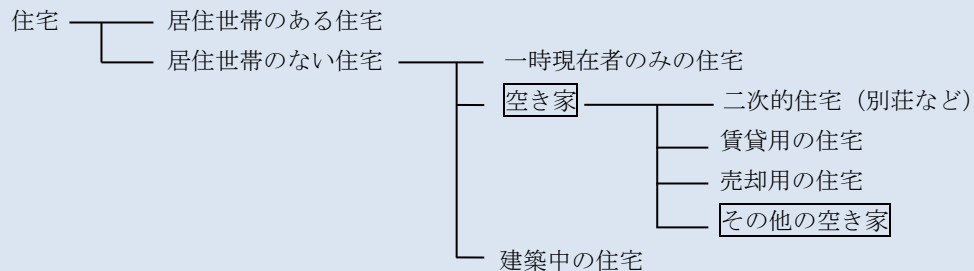 住宅 居住世帯のある住宅
居住世帯のない住宅 一時現在者のみの住宅
空き家 二次的住宅（別荘など）
賃貸用の住宅
売却用の住宅
その他の空き家
建築中の住宅